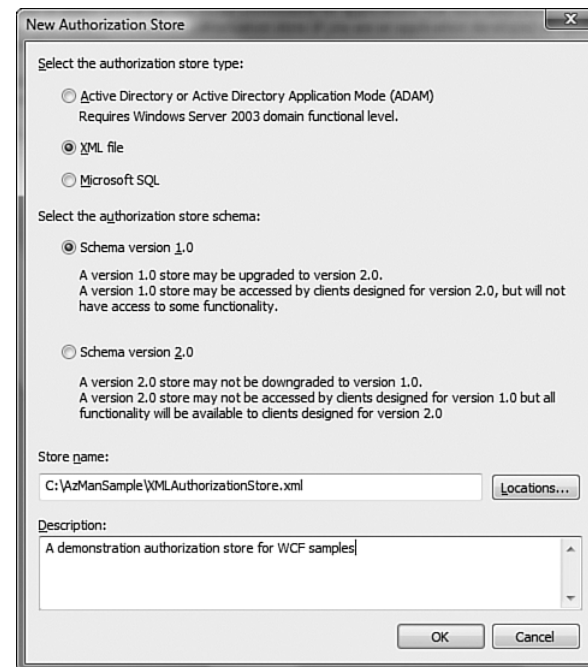 New Authorization Store
Select the authorization store type:
Active Directory or Active Directory Application Mode (ADAM)
Requires Windows Server 2003 domain functional level.
XML file
Microsoft SQL
Select the authorization store schema:
Schema version 1.0
A version 1.0 store may be upgraded to version 2.0.
A version 1.0 store may be accessed by clients designed for version 2.0, but will not
have access to some functionality.
Schema version 2.0
A version 2.0 store may not be downgraded to version 1.0.
A version 2.0 store may not be accessed by clients designed for version 1.0 but all
functionality will be available to clients designed for version 2.0
Store name:
C:\AzManSample\XMLAuthorizationStore.xml
Locations...
Description:
A demonstration authorization store for WCF samples
OK Cancel